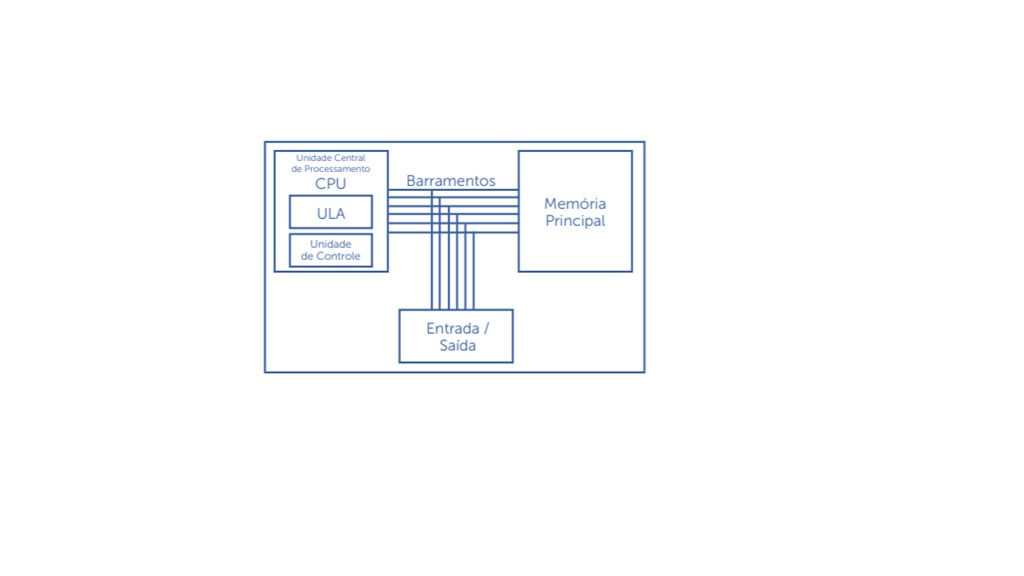 Unidade Central
de Processamento
CPU
ULA
Unidade
de Controle
Barramentos
Memória
Principal
Entrada /
Saída